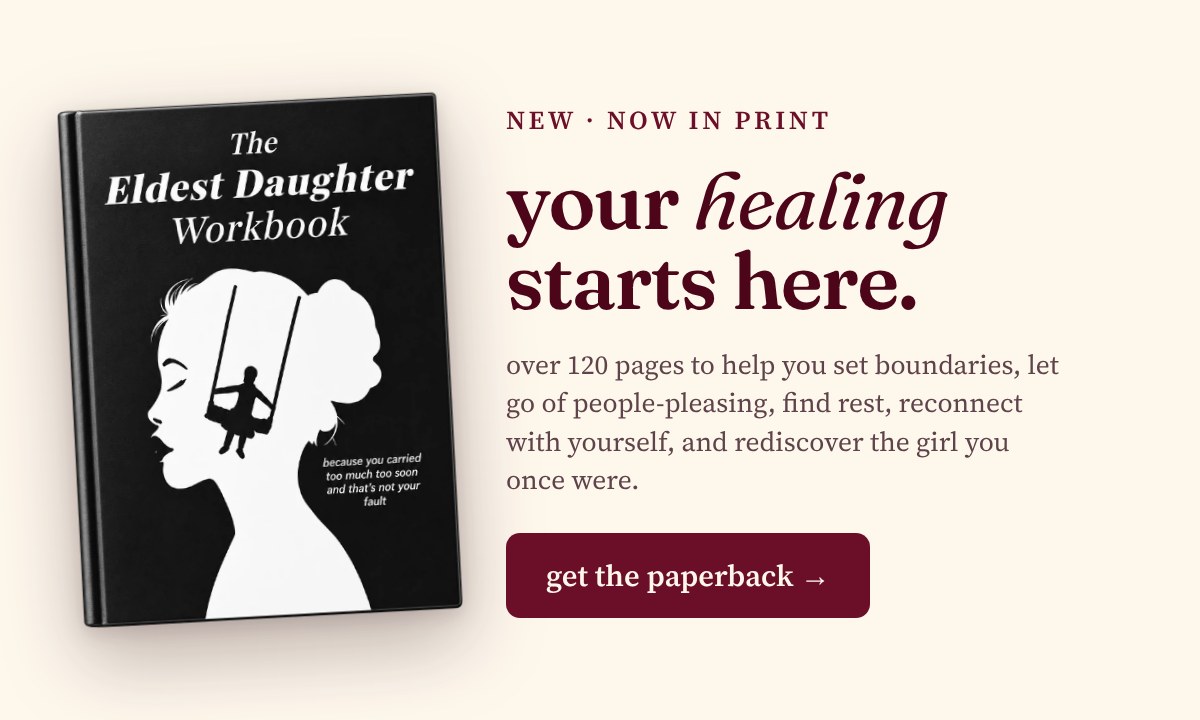 The
Eldest Daughter
Workbook
because you carried
too much too soon
and that's not your
fault
NEW · NOW IN PRINT
your healing
starts here.
over 120 pages to help you set boundaries, let
go of people-pleasing, find rest, reconnect
with yourself, and rediscover the girl you
once were.
get the paperback →